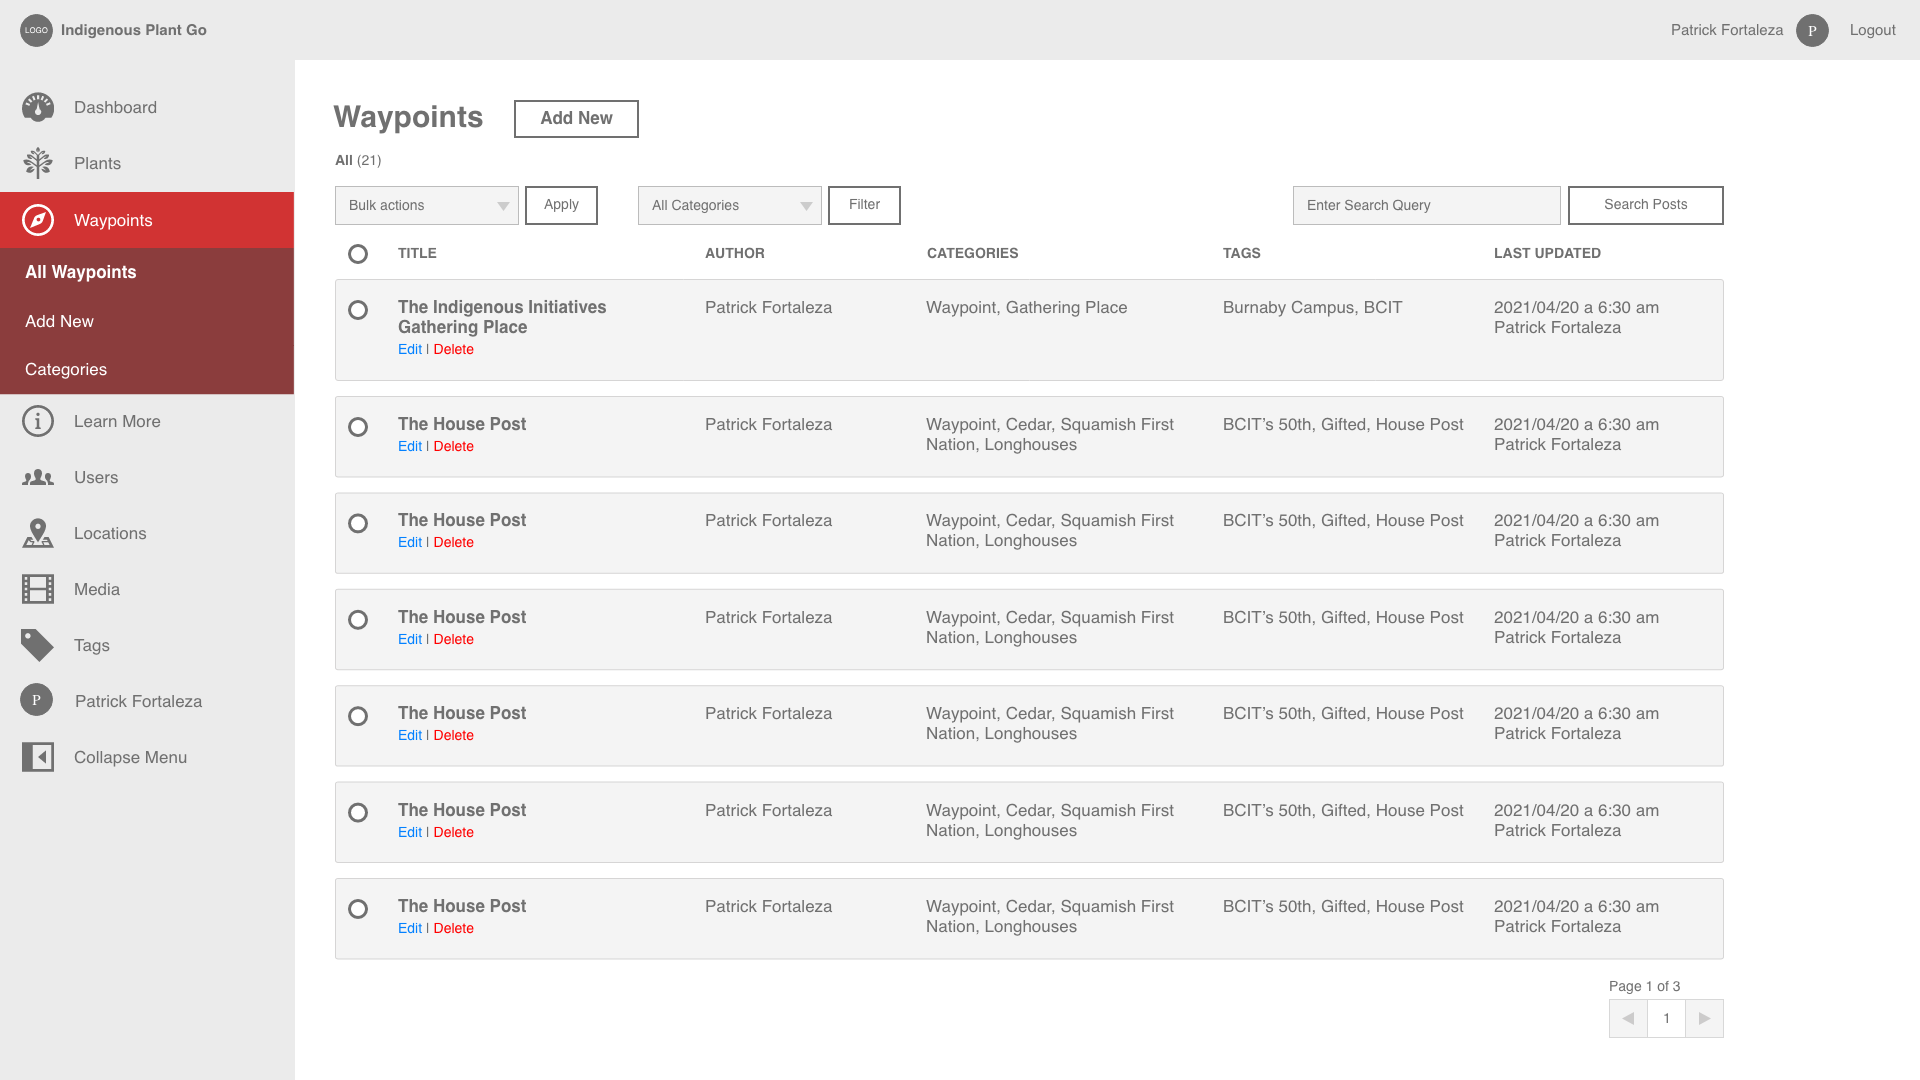 LOGO Indigenous Plant Go
Patrick Fortaleza P Logout
Dashboard
Plants
Waypoints
All Waypoints
Add New
Categories
Learn More
Users
Locations
Media
Tags
P Patrick Fortaleza
Collapse Menu
Waypoints Add New
All (21)
Bulk actions Apply All Categories Filter Enter Search Query Search Posts
TITLE AUTHOR CATEGORIES TAGS LAST UPDATED
The Indigenous Initiatives Patrick Fortaleza Waypoint, Gathering Place Burnaby Campus, BCIT 2021/04/20 a 6:30 am
Gathering Place Patrick Fortaleza
Edit | Delete
The House Post Patrick Fortaleza Waypoint, Cedar, Squamish First BCIT’s 50th, Gifted, House Post 2021/04/20 a 6:30 am
Edit | Delete Nation, Longhouses Patrick Fortaleza
The House Post Patrick Fortaleza Waypoint, Cedar, Squamish First BCIT’s 50th, Gifted, House Post 2021/04/20 a 6:30 am
Edit | Delete Nation, Longhouses Patrick Fortaleza
The House Post Patrick Fortaleza Waypoint, Cedar, Squamish First BCIT’s 50th, Gifted, House Post 2021/04/20 a 6:30 am
Edit | Delete Nation, Longhouses Patrick Fortaleza
The House Post Patrick Fortaleza Waypoint, Cedar, Squamish First BCIT’s 50th, Gifted, House Post 2021/04/20 a 6:30 am
Edit | Delete Nation, Longhouses Patrick Fortaleza
The House Post Patrick Fortaleza Waypoint, Cedar, Squamish First BCIT’s 50th, Gifted, House Post 2021/04/20 a 6:30 am
Edit | Delete Nation, Longhouses Patrick Fortaleza
The House Post Patrick Fortaleza Waypoint, Cedar, Squamish First BCIT’s 50th, Gifted, House Post 2021/04/20 a 6:30 am
Edit | Delete Nation, Longhouses Patrick Fortaleza
Page 1 of 3
1